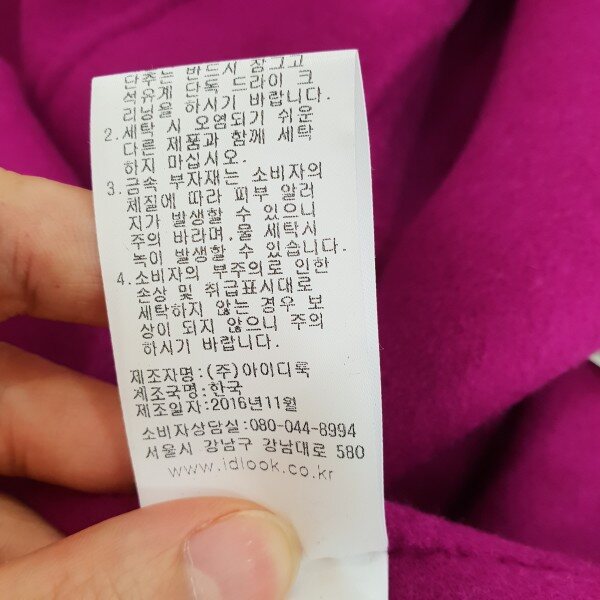 단추는 반드시 잠그고
석유계 단독 드라이 크
리닝을 하시기 바랍니다.
2.세탁 시 오염되기 쉬운
다른 제품과 함께 세탁
하지 마십시오.
3.금속 부자재는 소비자의
체질에 따라 피부 알러
지가 발생할 수 있으니
주의 바라며,물 세탁시
녹이 발생할 수 있습니다.
4.소비자의 부주의로 인한
손상 및 취급표시대로
세탁하지 않는 경우 보
상이 되지 않으니 주의
하시기 바랍니다.
제조자명:(주)아이디룩
제조국명:한국
제조일자:2016년11월
소비자상담실:080-044-8994
서울시 강남구 강남대로 580
www.idlook.co.kr